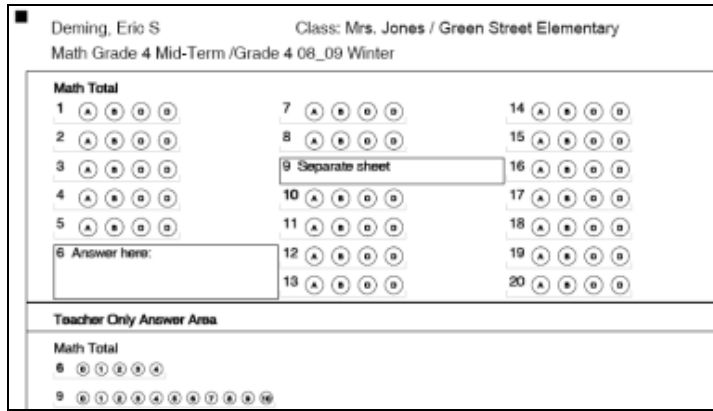 Deming, Eric S
Class: Mrs. Jones / Green Street Elementary
Math Grade 4 Mid-Term /Grade 4 08_09 Winter
Math Total
1 A B C D
2 A B C D
3 A B C D
4 A B C D
5 A B C D
6 Answer here:
7 A B C D
8 A B C D
9 Separate sheet
10 A B C D
11 A B C D
12 A B C D
13 A B C D
14 A B C D
15 A B C D
16 A B C D
17 A B C D
18 A B C D
19 A B C D
20 A B C D
Teacher Only Answer Area
Math Total
6 0 1 2 3 4
9 0 1 2 3 4 5 6 7 8 9 10